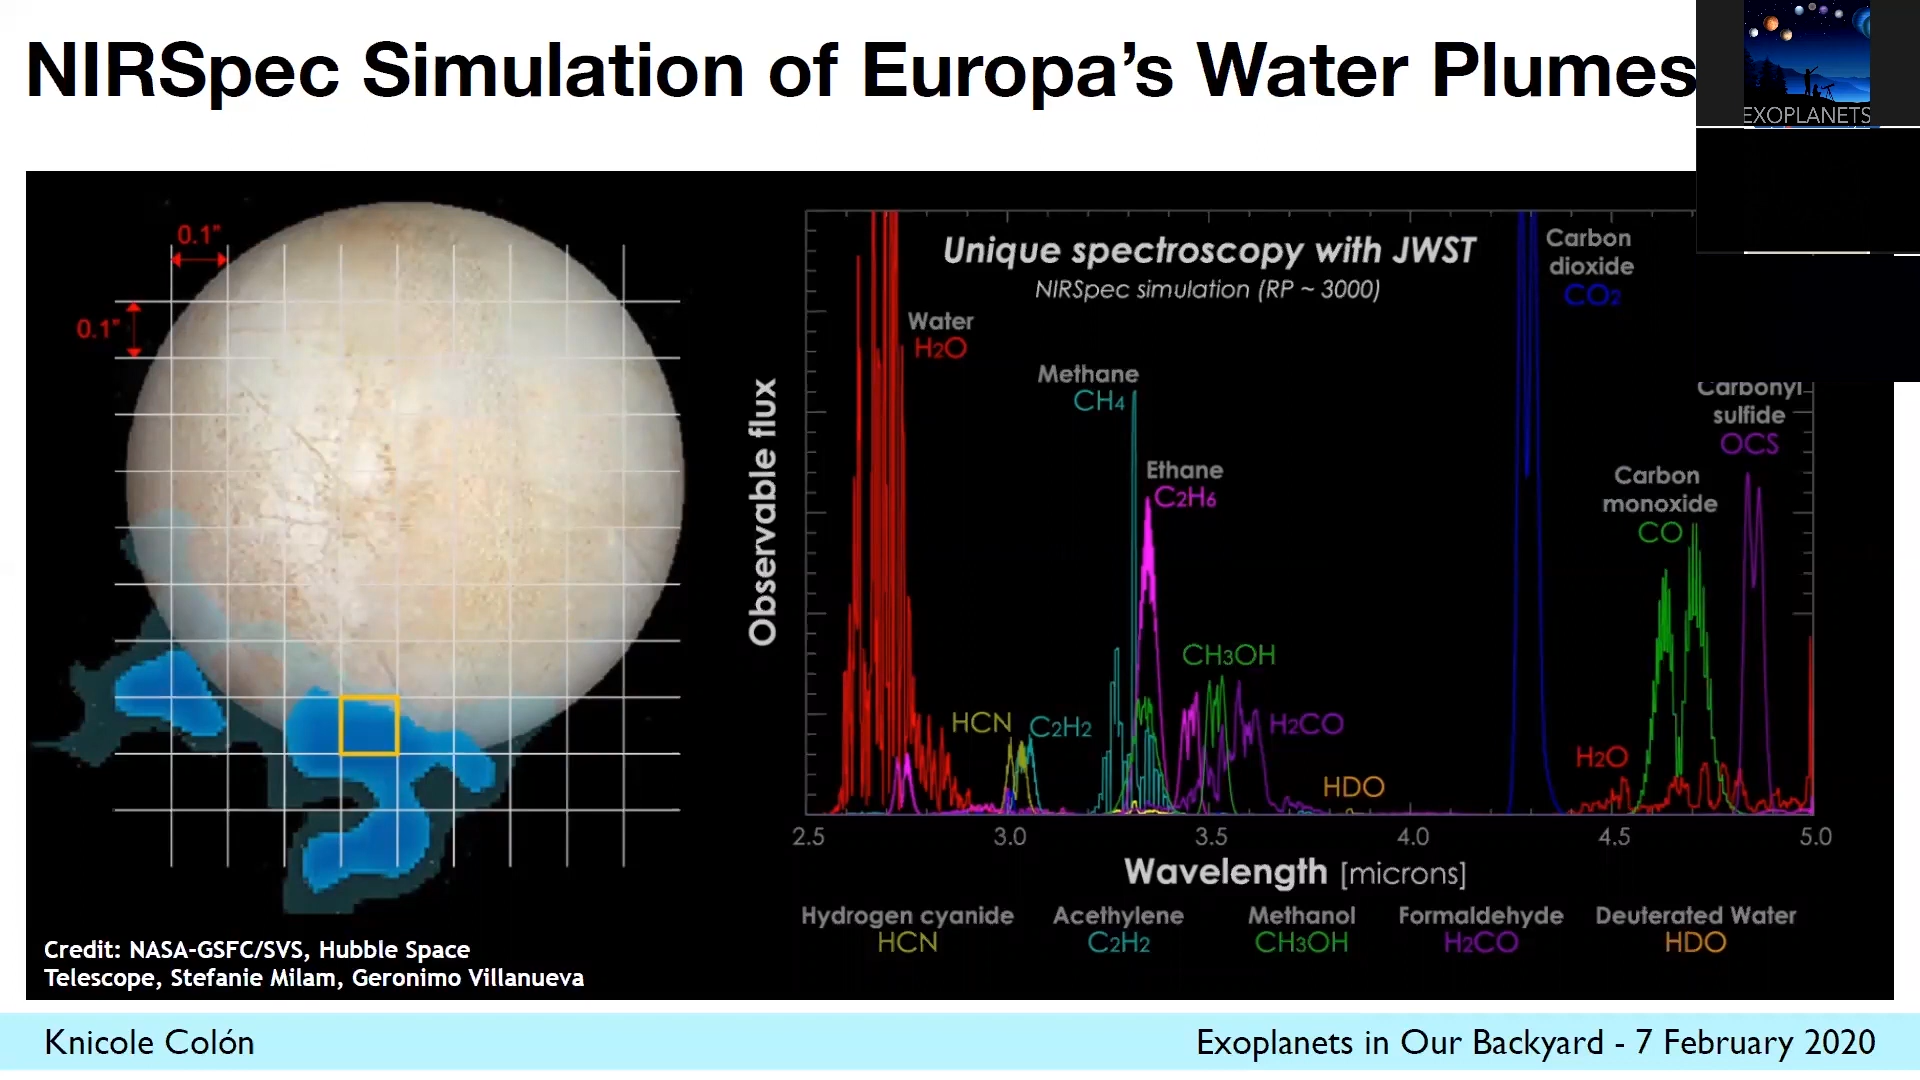 NIRSpec Simulation of Europa's Water Plumes
EXOPLANETS
0.1"
0.1"
Unique spectroscopy with JWST
NIRSpec simulation (RP ~ 3000)
Carbon
dioxide
CO2
Water
H2O
Methane
CH4
Ethane
C2H6
Carbonyl
sulfide
OCS
Carbon
monoxide
CO
CH3OH
HCN
C2H2
H2CO
HDO
H2O
Observable flux
2.5 3.0 3.5 4.0 4.5 5.0
Wavelength [microns]
Hydrogen cyanide Acethylene Methanol Formaldehyde Deuterated Water
HCN C2H2 CH3OH H2CO HDO
Credit: NASA-GSFC/SVS, Hubble Space
Telescope, Stefanie Milam, Geronimo Villanueva
Knicole Colón
Exoplanets in Our Backyard - 7 February 2020